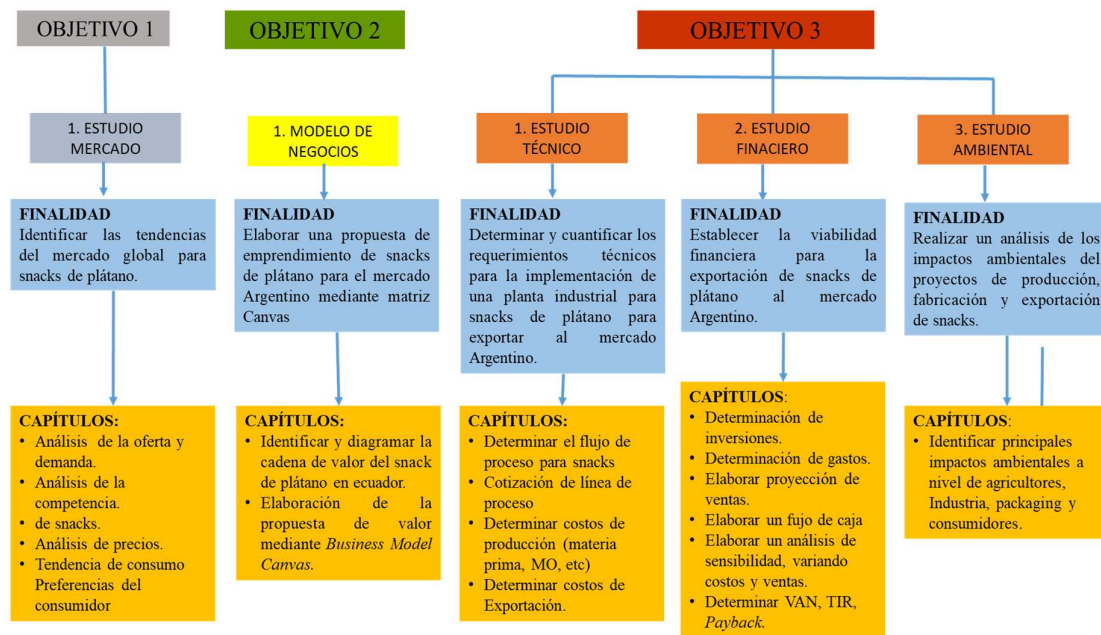 OBJETIVO 1
OBJETIVO 2
OBJETIVO 3
1. ESTUDIO
MERCADO
1. MODELO DE
NEGOCIOS
1. ESTUDIO
TÉCNICO
2. ESTUDIO
FINACIERO
3. ESTUDIO
AMBIENTAL
FINALIDAD
Identificar las tendencias
del mercado global para
snacks de plátano.
FINALIDAD
Elaborar una propuesta de
emprendimiento de snacks
de plátano para el mercado
Argentino mediante matriz
Canvas
FINALIDAD
Determinar y cuantificar los
requerimientos técnicos
para la implementación de
una planta industrial para
snacks de plátano para
exportar al mercado
Argentino.
FINALIDAD
Establecer la viabilidad
financiera para la
exportación de snacks de
plátano al mercado
Argentino.
FINALIDAD
Realizar un análisis de los
impactos ambientales del
proyectos de producción,
fabricación y exportación
de snacks.
CAPÍTULOS:
• Análisis de la oferta y
demanda.
• Análisis de la
competencia.
• de snacks.
• Análisis de precios.
• Tendencia de consumo
Preferencias del
consumidor
CAPÍTULOS:
• Identificar y diagramar la
cadena de valor del snack
de plátano en ecuador.
• Elaboración de la
propuesta de valor
mediante Business Model
Canvas.
CAPÍTULOS:
• Determinar el flujo de
proceso para snacks
• Cotización de línea de
proceso
• Determinar costos de
producción (materia
prima, MO, etc)
• Determinar costos de
Exportación.
CAPÍTULOS:
• Determinación de
inversiones.
• Determinación de gastos.
• Elaborar proyección de
ventas.
• Elaborar un fujo de caja
• Elaborar un análisis de
sensibilidad, variando
costos y ventas.
• Determinar VAN, TIR,
Payback.
CAPÍTULOS:
• Identificar principales
impactos ambientales a
nivel de agricultores,
Industria, packaging y
consumidores.